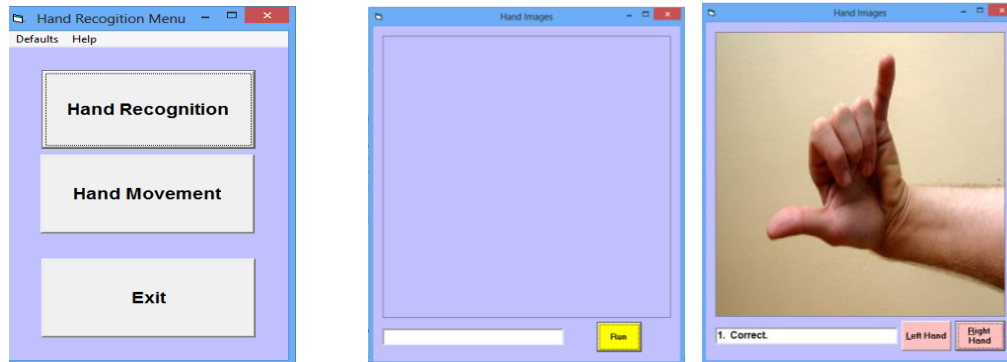 Hand Recogition Menu
Defaults Help
Hand Recognition
Hand Movement
Exit
Hand Images
Run
Hand Images
1. Correct.
Left Hand
Right
Hand